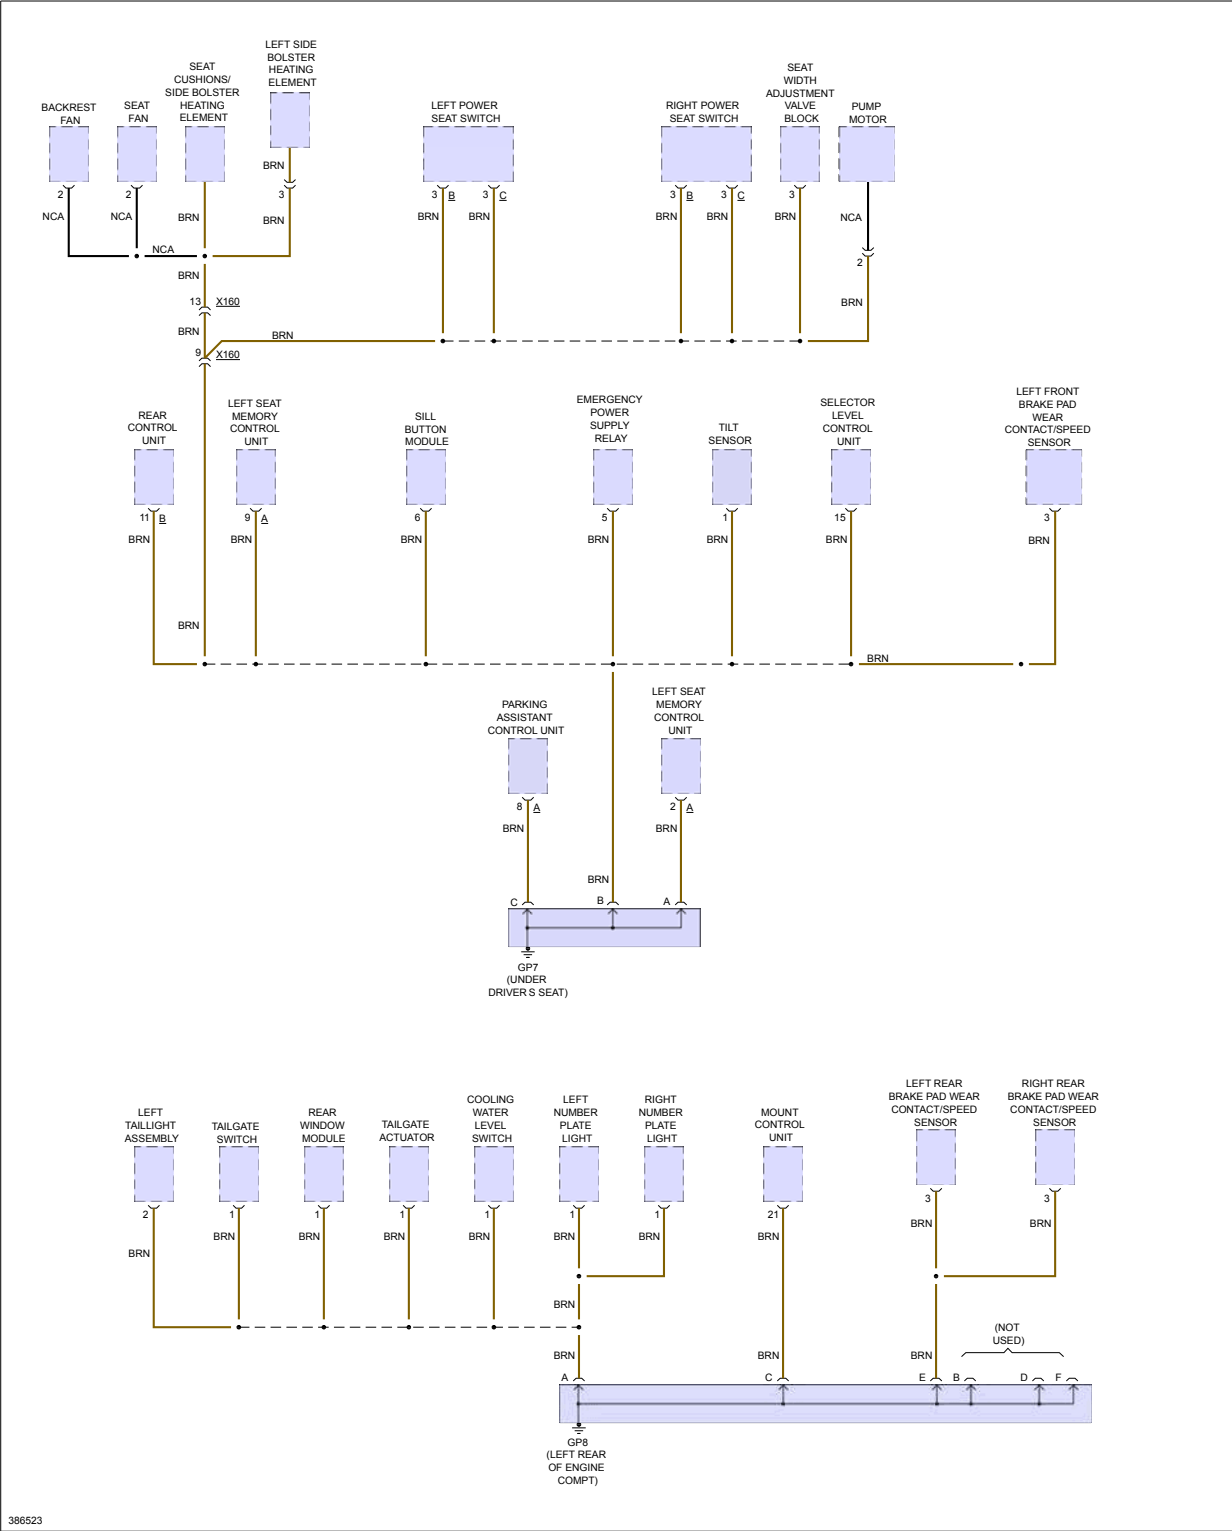 LEFT SIDE
BOLSTER
HEATING
ELEMENT
SEAT
CUSHIONS/
SIDE BOLSTER
HEATING
ELEMENT
BACKREST
FAN
SEAT
FAN
LEFT POWER
SEAT SWITCH
RIGHT POWER
SEAT SWITCH
SEAT
WIDTH
ADJUSTMENT
VALVE
BLOCK
PUMP
MOTOR
BRN
2
2
3
3 B
3 C
3 B
3 C
3
NCA
NCA
BRN
BRN
BRN
BRN
BRN
BRN
BRN
NCA
NCA
2
BRN
13 X160
BRN
BRN
BRN
9 X160
REAR
CONTROL
UNIT
LEFT SEAT
MEMORY
CONTROL
UNIT
SILL
BUTTON
MODULE
EMERGENCY
POWER
SUPPLY
RELAY
TILT
SENSOR
SELECTOR
LEVEL
CONTROL
UNIT
LEFT FRONT
BRAKE PAD
WEAR
CONTACT/SPEED
SENSOR
11 B
9 A
6
5
1
15
3
BRN
BRN
BRN
BRN
BRN
BRN
BRN
BRN
BRN
PARKING
ASSISTANT
CONTROL UNIT
LEFT SEAT
MEMORY
CONTROL
UNIT
8 A
2 A
BRN
BRN
BRN
C
B
A
GP7
(UNDER
DRIVER S SEAT)
LEFT
TAILLIGHT
ASSEMBLY
TAILGATE
SWITCH
REAR
WINDOW
MODULE
TAILGATE
ACTUATOR
COOLING
WATER
LEVEL
SWITCH
LEFT
NUMBER
PLATE
LIGHT
RIGHT
NUMBER
PLATE
LIGHT
MOUNT
CONTROL
UNIT
LEFT REAR
BRAKE PAD WEAR
CONTACT/SPEED
SENSOR
RIGHT REAR
BRAKE PAD WEAR
CONTACT/SPEED
SENSOR
2
1
1
1
1
1
1
21
3
3
BRN
BRN
BRN
BRN
BRN
BRN
BRN
BRN
BRN
BRN
BRN
(NOT
USED)
BRN
BRN
BRN
A
C
E
B
D
F
GP8
(LEFT REAR
OF ENGINE
COMPT)
386523